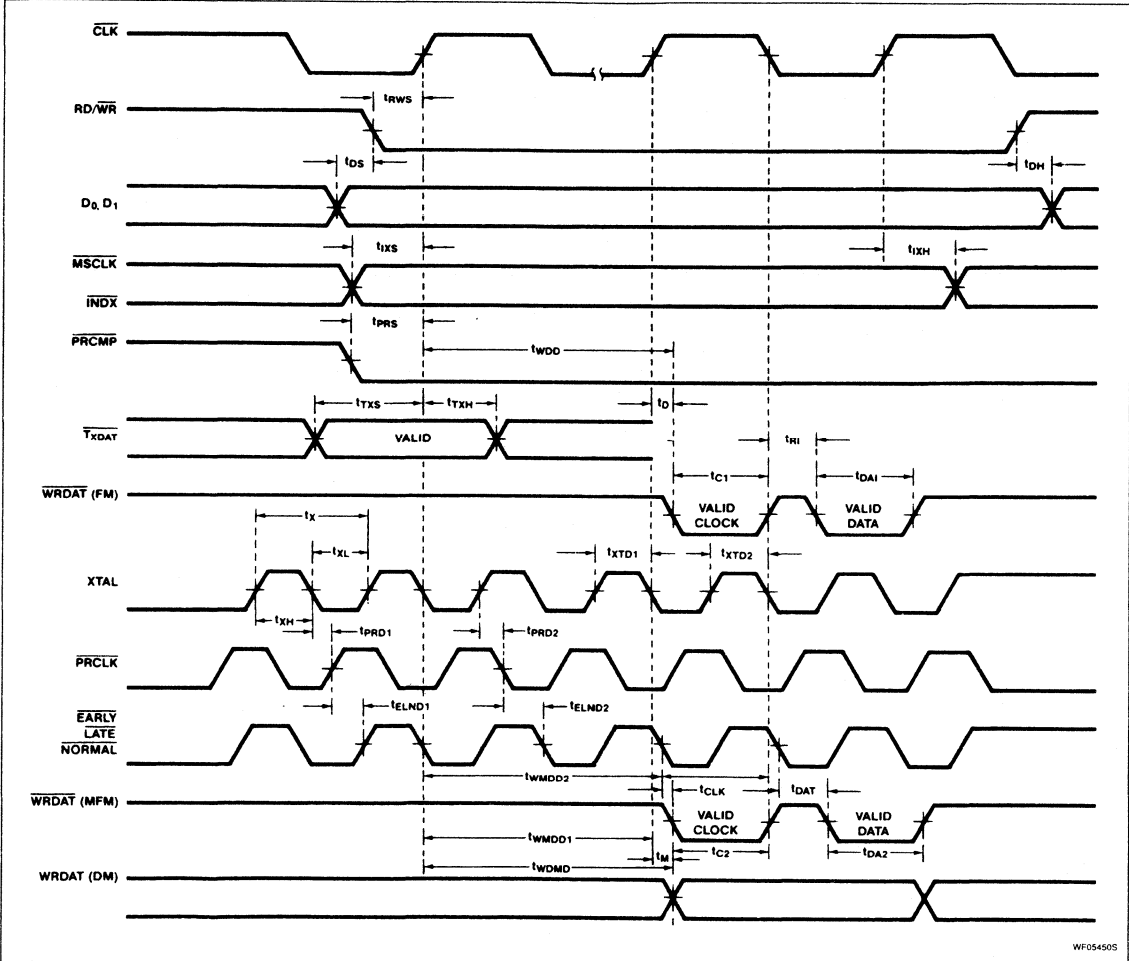 CLK
tRWS
RD/WR
tDS
tDH
D0, D1
tIXS
tIXH
MSCLK
INDX
tPRS
PRCMP
tWDD
tTXS
tTXH
tD
TXDAT
VALID
tRI
tC1
tDAI
WRDAT (FM)
VALID CLOCK
VALID DATA
tX
tXL
tXTD1
tXTD2
XTAL
tXH
tPRD1
tPRD2
PRCLK
EARLY
tELND1
tELND2
LATE
NORMAL
tWMDD2
tCLK
tDAT
WRDAT (MFM)
VALID CLOCK
VALID DATA
tWMDD1
tM
tC2
tDA2
tWDMD
WRDAT (DM)
WF05450S